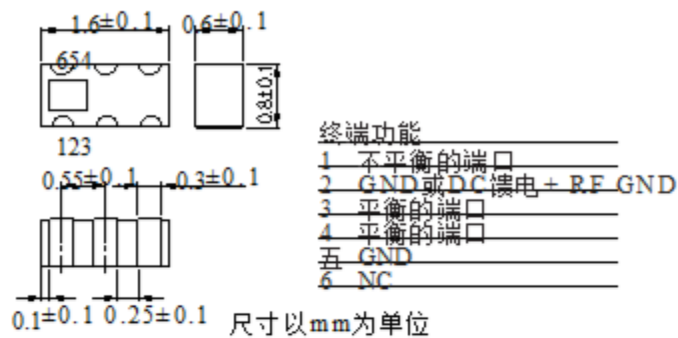 1.6±0.1
0.6±0.1
654
0.8±0.1
123
0.55±0.1
0.3±0.1
0.1±0.1
0.25±0.1
终端功能
1 不平衡的端口
2 GND或DC馈电+ RF GND
3 平衡的端口
4 平衡的端口
五 GND
6 NC
尺寸以mm为单位